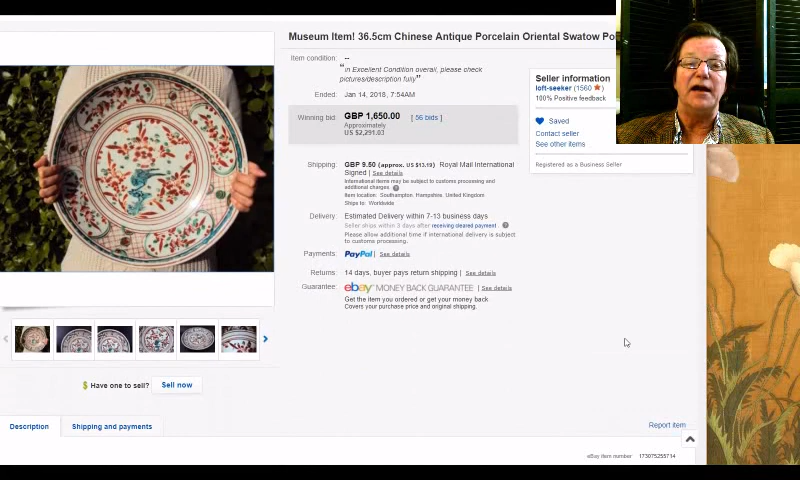 Museum Item! 36.5cm Chinese Antique Porcelain Oriental Swatow Po
Item condition: --
“in Excellent Condition overall, please check
pictures/description fully”
Ended: Jan 14, 2018, 7:54AM
Winning bid: GBP 1,650.00 [ 56 bids ]
Approximately
US $2,291.03
Shipping: GBP 9.50 (approx. US $13.19) Royal Mail International
Signed | See details
International items may be subject to customs processing and
additional charges.
Item location: Southampton, Hampshire, United Kingdom
Ships to: Worldwide
Delivery: Estimated Delivery within 7-13 business days
Seller ships within 3 days after receiving cleared payment
Please allow additional time if international delivery is subject
to customs processing.
Payments: PayPal | See details
Returns: 14 days, buyer pays return shipping | See details
Guarantee: ebay MONEY BACK GUARANTEE | See details
Get the item you ordered or get your money back
Covers your purchase price and original shipping.
Seller information
loft-seeker (1560 )
100% Positive feedback
Saved
Contact seller
See other items
Registered as a Business Seller
$ Have one to sell? Sell now
Description Shipping and payments
Report item
eBay item number: 173075255714